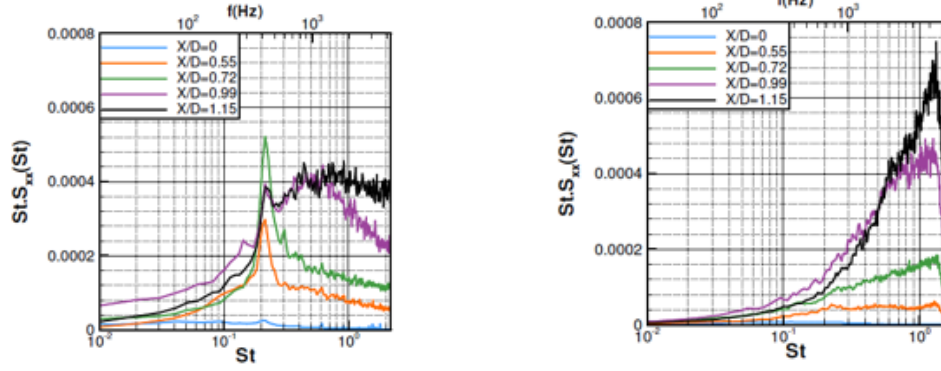 f(Hz)
10² 10³
0.0008
X/D=0
X/D=0.55
X/D=0.72
X/D=0.99
X/D=1.15
0.0006
0.0004
0.0002
0
St.Sxx(St)
10⁻² 10⁻¹ 10⁰
St
f(Hz)
10² 10³
0.0008
X/D=0
X/D=0.55
X/D=0.72
X/D=0.99
X/D=1.15
0.0006
0.0004
0.0002
0
St.Sxx(St)
10⁻² 10⁻¹ 10⁰
St